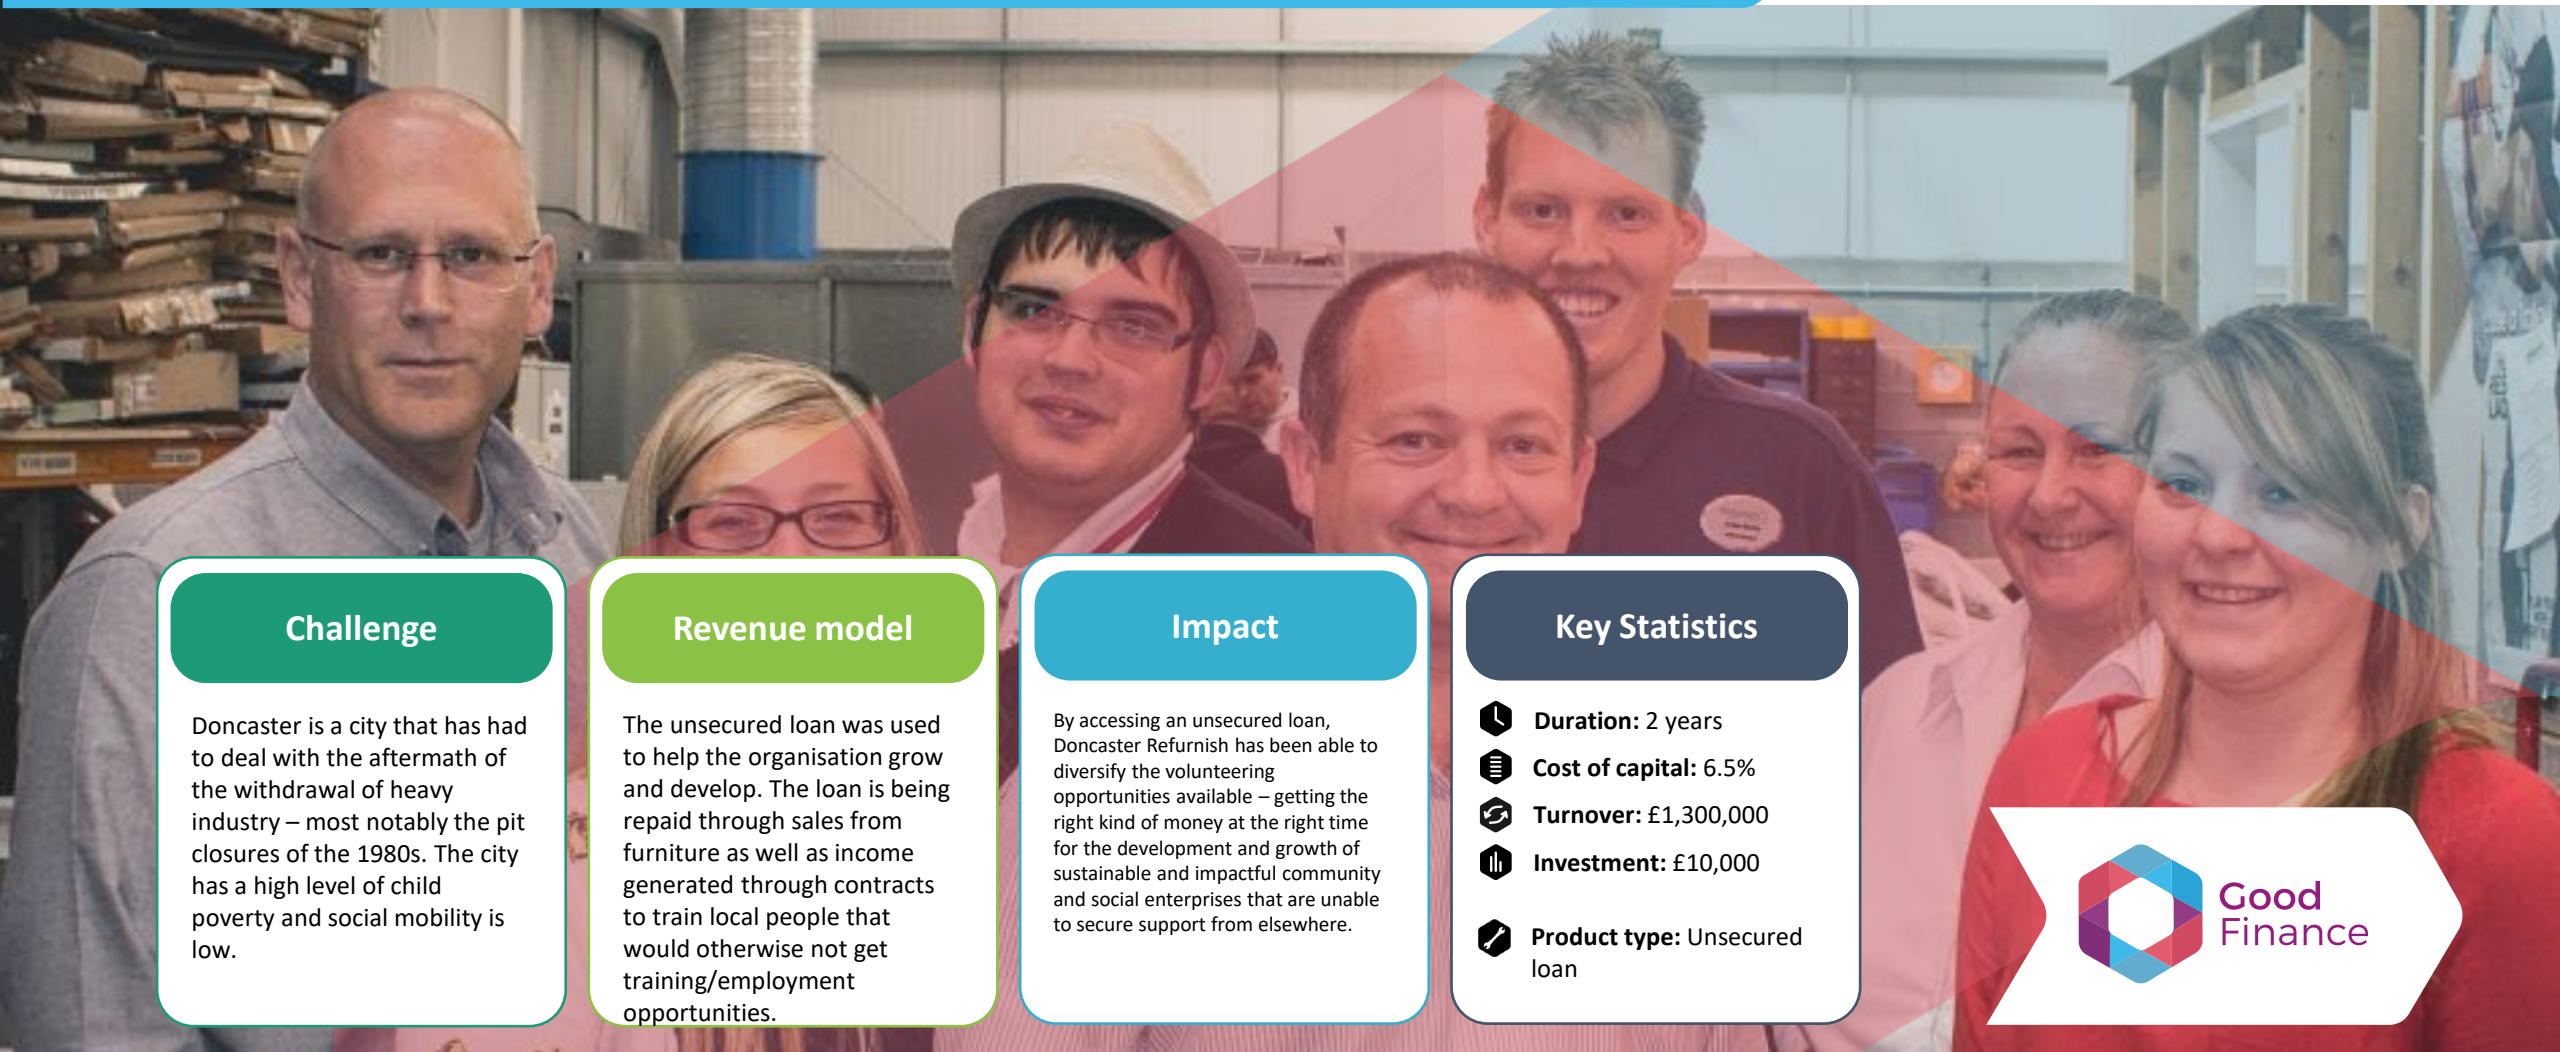 Challenge
Doncaster is a city that has had
to deal with the aftermath of
the withdrawal of heavy
industry – most notably the pit
closures of the 1980s. The city
has a high level of child
poverty and social mobility is
low.
Revenue model
The unsecured loan was used
to help the organisation grow
and develop. The loan is being
repaid through sales from
furniture as well as income
generated through contracts
to train local people that
would otherwise not get
training/employment
opportunities.
Impact
By accessing an unsecured loan,
Doncaster Refurnish has been able to
diversify the volunteering
opportunities available – getting the
right kind of money at the right time
for the development and growth of
sustainable and impactful community
and social enterprises that are unable
to secure support from elsewhere.
Key Statistics
Duration: 2 years
Cost of capital: 6.5%
Turnover: £1,300,000
Investment: £10,000
Product type: Unsecured
loan
Good
Finance